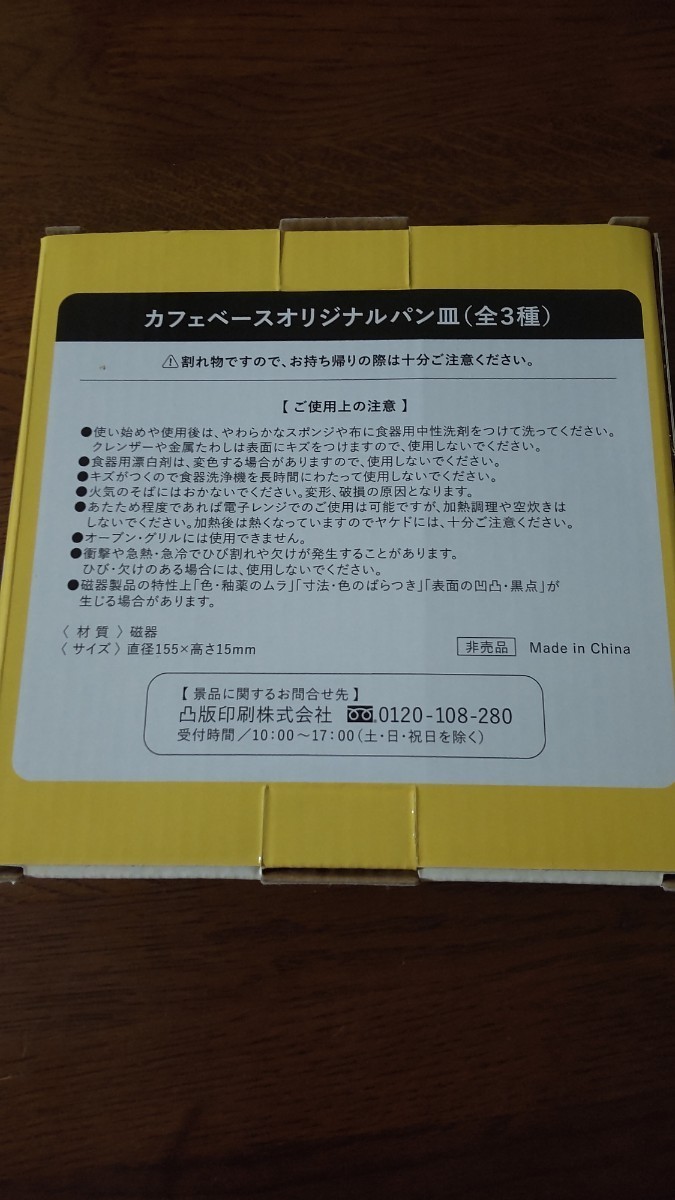 カフェベースオリジナルパン皿(全3種)
⚠割れ物ですので、お持ち帰りの際は十分ご注意ください。
【ご使用上の注意】
●使い始めや使用後は、やわらかなスポンジや布に食器用中性洗剤をつけて洗ってください。
クレンザーや金属たわしは表面にキズをつけますので、使用しないでください。
●食器用漂白剤は、変色する場合がありますので、使用しないでください。
●キズがつくので食器洗浄機を長時間にわたって使用しないでください。
●火気のそばにはおかないでください。変形、破損の原因となります。
●あたため程度であれば電子レンジでのご使用は可能ですが、加熱調理や空炊きは
しないでください。加熱後は熱くなっていますのでヤケドには、十分ご注意ください。
●オーブン・グリルには使用できません。
●衝撃や急熱・急冷でひび割れや欠けが発生することがあります。
ひび・欠けのある場合には、使用しないでください。
●磁器製品の特性上「色・釉薬のムラ」「寸法・色のばらつき」「表面の凹凸・黒点」が
生じる場合があります。
〈材質〉磁器
〈サイズ〉直径155×高さ15mm
非売品 Made in China
【景品に関するお問合せ先】
凸版印刷株式会社 0120-108-280
受付時間/10:00~17:00(土・日・祝日を除く)